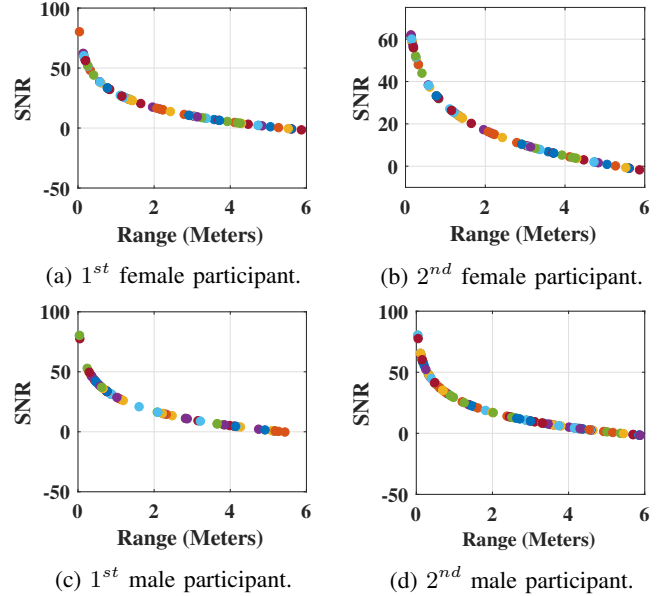 100
50
0
-50
SNR
0 2 4 6
Range (Meters)
(a) 1st female participant.
60
40
20
0
SNR
0 2 4 6
Range (Meters)
(b) 2nd female participant.
100
50
0
-50
SNR
0 2 4 6
Range (Meters)
(c) 1st male participant.
100
50
0
-50
SNR
0 2 4 6
Range (Meters)
(d) 2nd male participant.